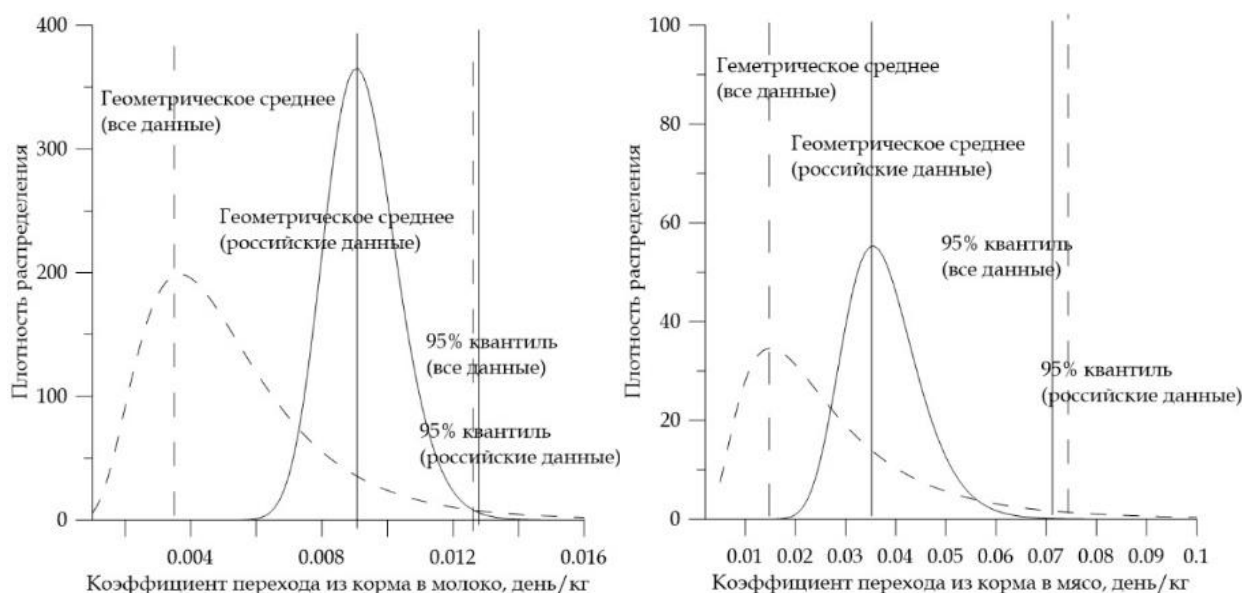 400
300
200
100
0
Плотность распределения
Геометрическое среднее
(все данные)
Геометрическое среднее
(российские данные)
95% квантиль
(все данные)
95% квантиль
(российские данные)
0.004
0.008
0.012
0.016
Коэффициент перехода из корма в молоко, день/кг
100
80
60
40
20
0
Плотность распределения
Геметрическое среднее
(все данные)
Геометрическое среднее
(российские данные)
95% квантиль
(все данные)
95% квантиль
(российские данные)
0.01 0.02 0.03 0.04 0.05 0.06 0.07 0.08 0.09 0.1
Коэффициент перехода из корма в мясо, день/кг